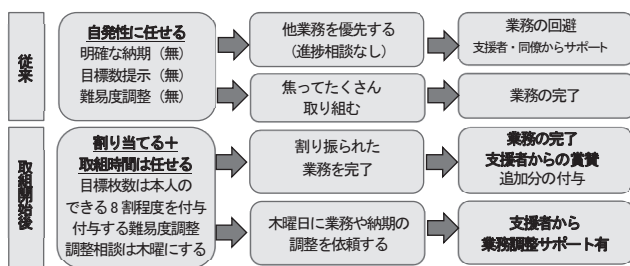 従来
自発性に任せる
明確な納期（無）
目標数提示（無）
難易度調整（無）
他業務を優先する
（進捗相談なし）
業務の回避
支援者・同僚からサポート
焦ってたくさん
取り組む
業務の完了
取組開始後
割り当てる＋
取組時間は任せる
目標枚数は本人の
できる８割程度を付与
付与する難易度調整
調整相談は木曜にする
割り振られた
業務を完了
業務の完了
支援者からの賞賛
追加分の付与
木曜日に業務や納期の
調整を依頼する
支援者から
業務調整サポート有